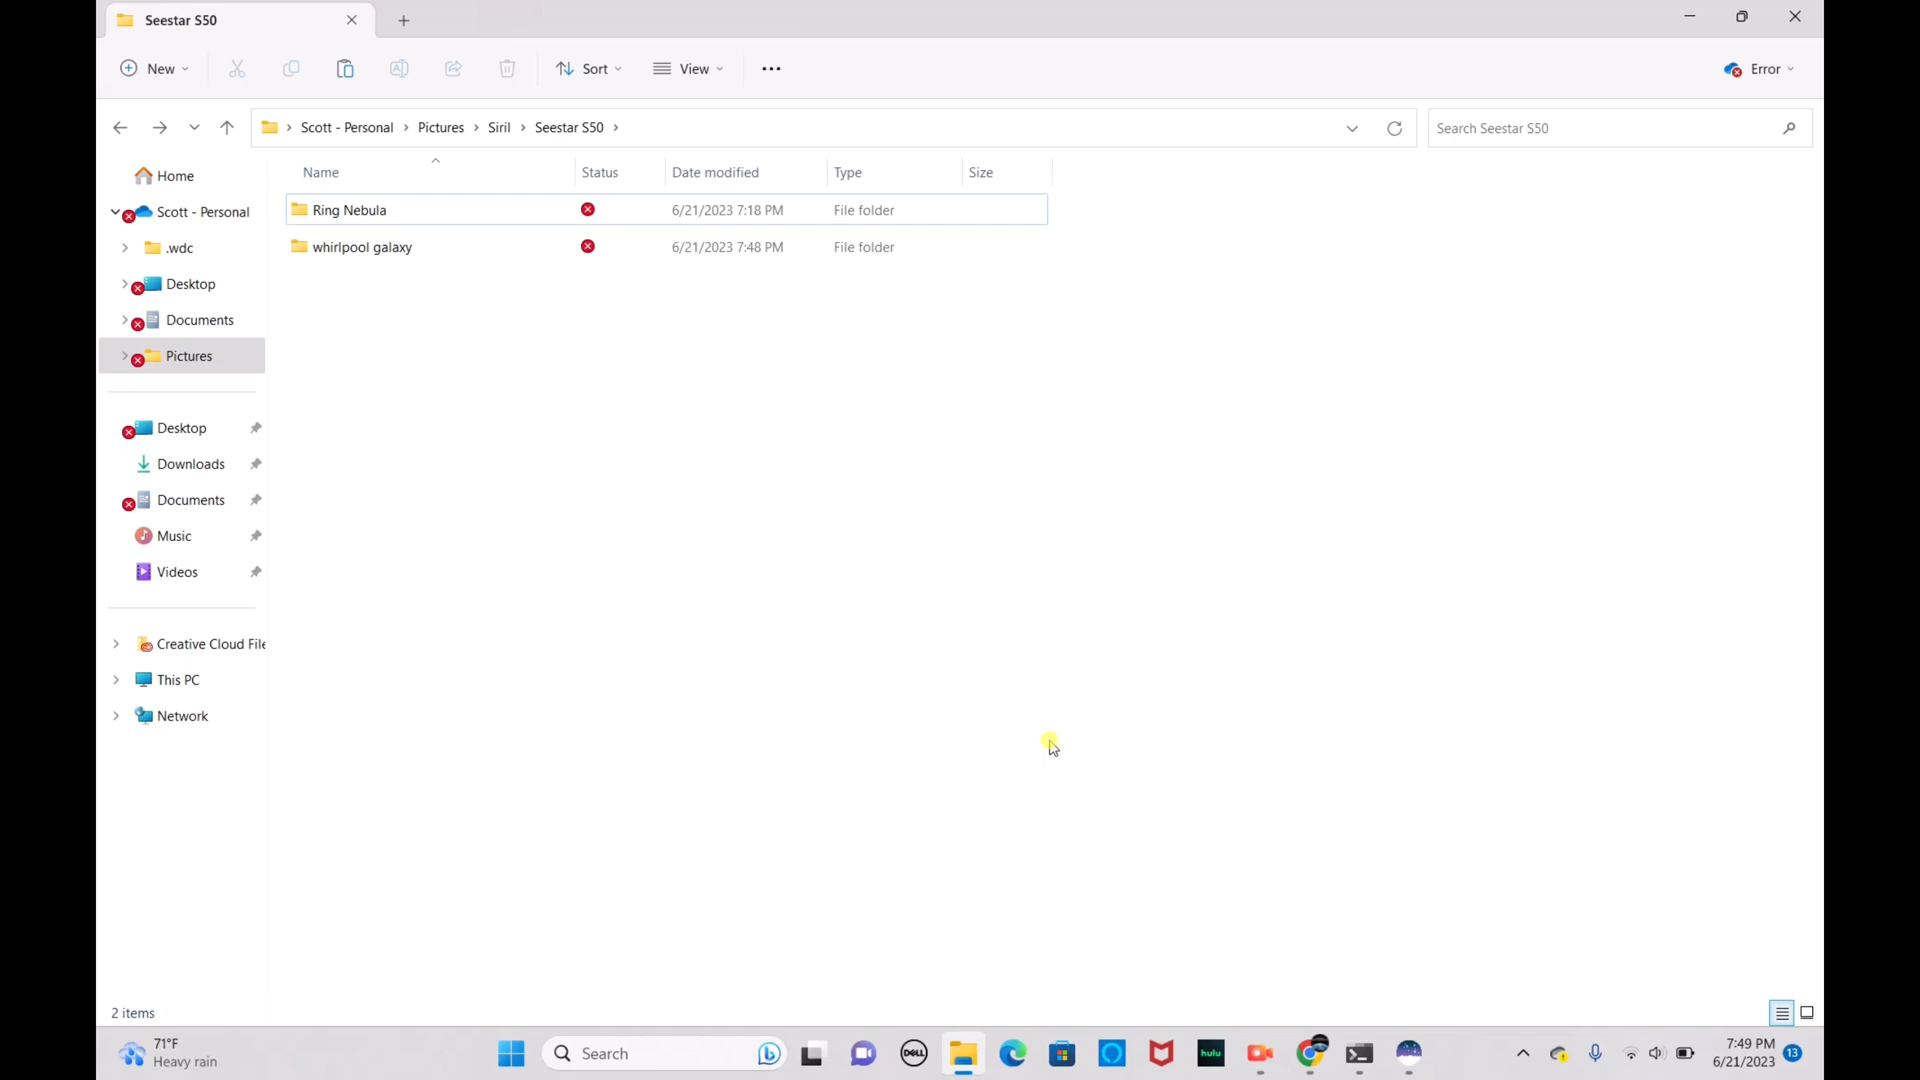 Seestar S50
New
Sort
View
Error
Scott - Personal
Pictures
Siril
Seestar S50
Search Seestar S50
Name
Status
Date modified
Type
Size
Ring Nebula
6/21/2023 7:18 PM
File folder
whirlpool galaxy
6/21/2023 7:48 PM
File folder
Home
Scott - Personal
.wdc
Desktop
Documents
Pictures
Desktop
Downloads
Documents
Music
Videos
Creative Cloud File
This PC
Network
2 items
71°F
Heavy rain
Search
DELL
hulu
7:49 PM
6/21/2023
13